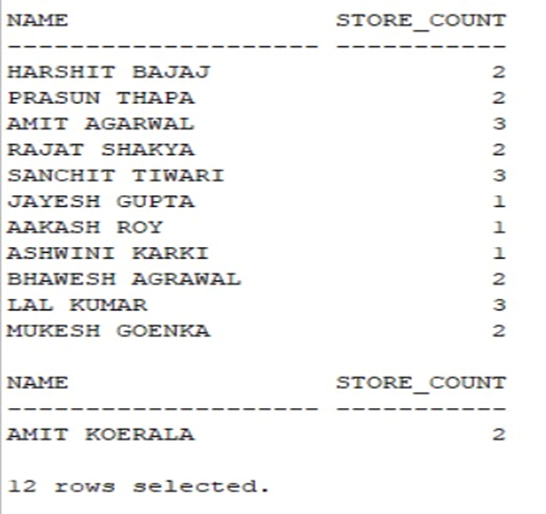 NAME                 STORE_COUNT
-------------------- -----------
HARSHIT BAJAJ                  2
PRASUN THAPA                   2
AMIT AGARWAL                   3
RAJAT SHAKYA                   2
SANCHIT TIWARI                 3
JAYESH GUPTA                   1
AAKASH ROY                     1
ASHWINI KARKI                  1
BHAWESH AGRAWAL                2
LAL KUMAR                      3
MUKESH GOENKA                  2

NAME                 STORE_COUNT
-------------------- -----------
AMIT KOERALA                   2

12 rows selected.